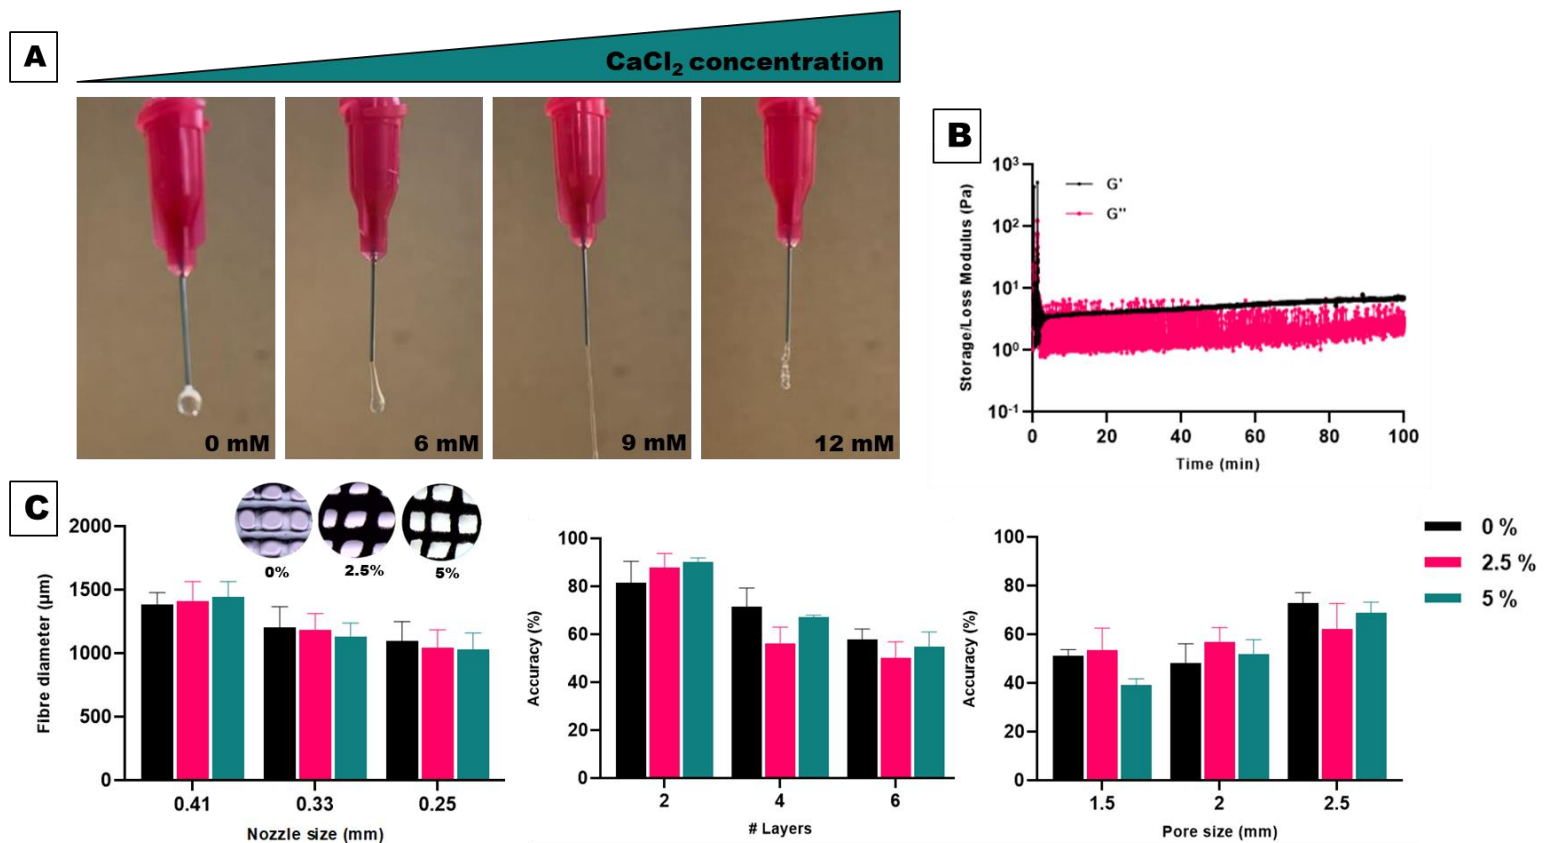 A
CaCl₂ concentration
0 mM
6 mM
9 mM
12 mM
B
Storage/Loss Modulus (Pa)
10³
10²
10¹
10⁰
10⁻¹
G'
G"
0 20 40 60 80 100
Time (min)
C
Fibre diameter (µm)
2000
1500
1000
500
0
0% 2.5% 5%
0.41 0.33 0.25
Nozzle size (mm)
Accuracy (%)
100
80
60
40
20
0
2 4 6
# Layers
Accuracy (%)
100
80
60
40
20
0
1.5 2 2.5
Pore size (mm)
0 %
2.5 %
5 %